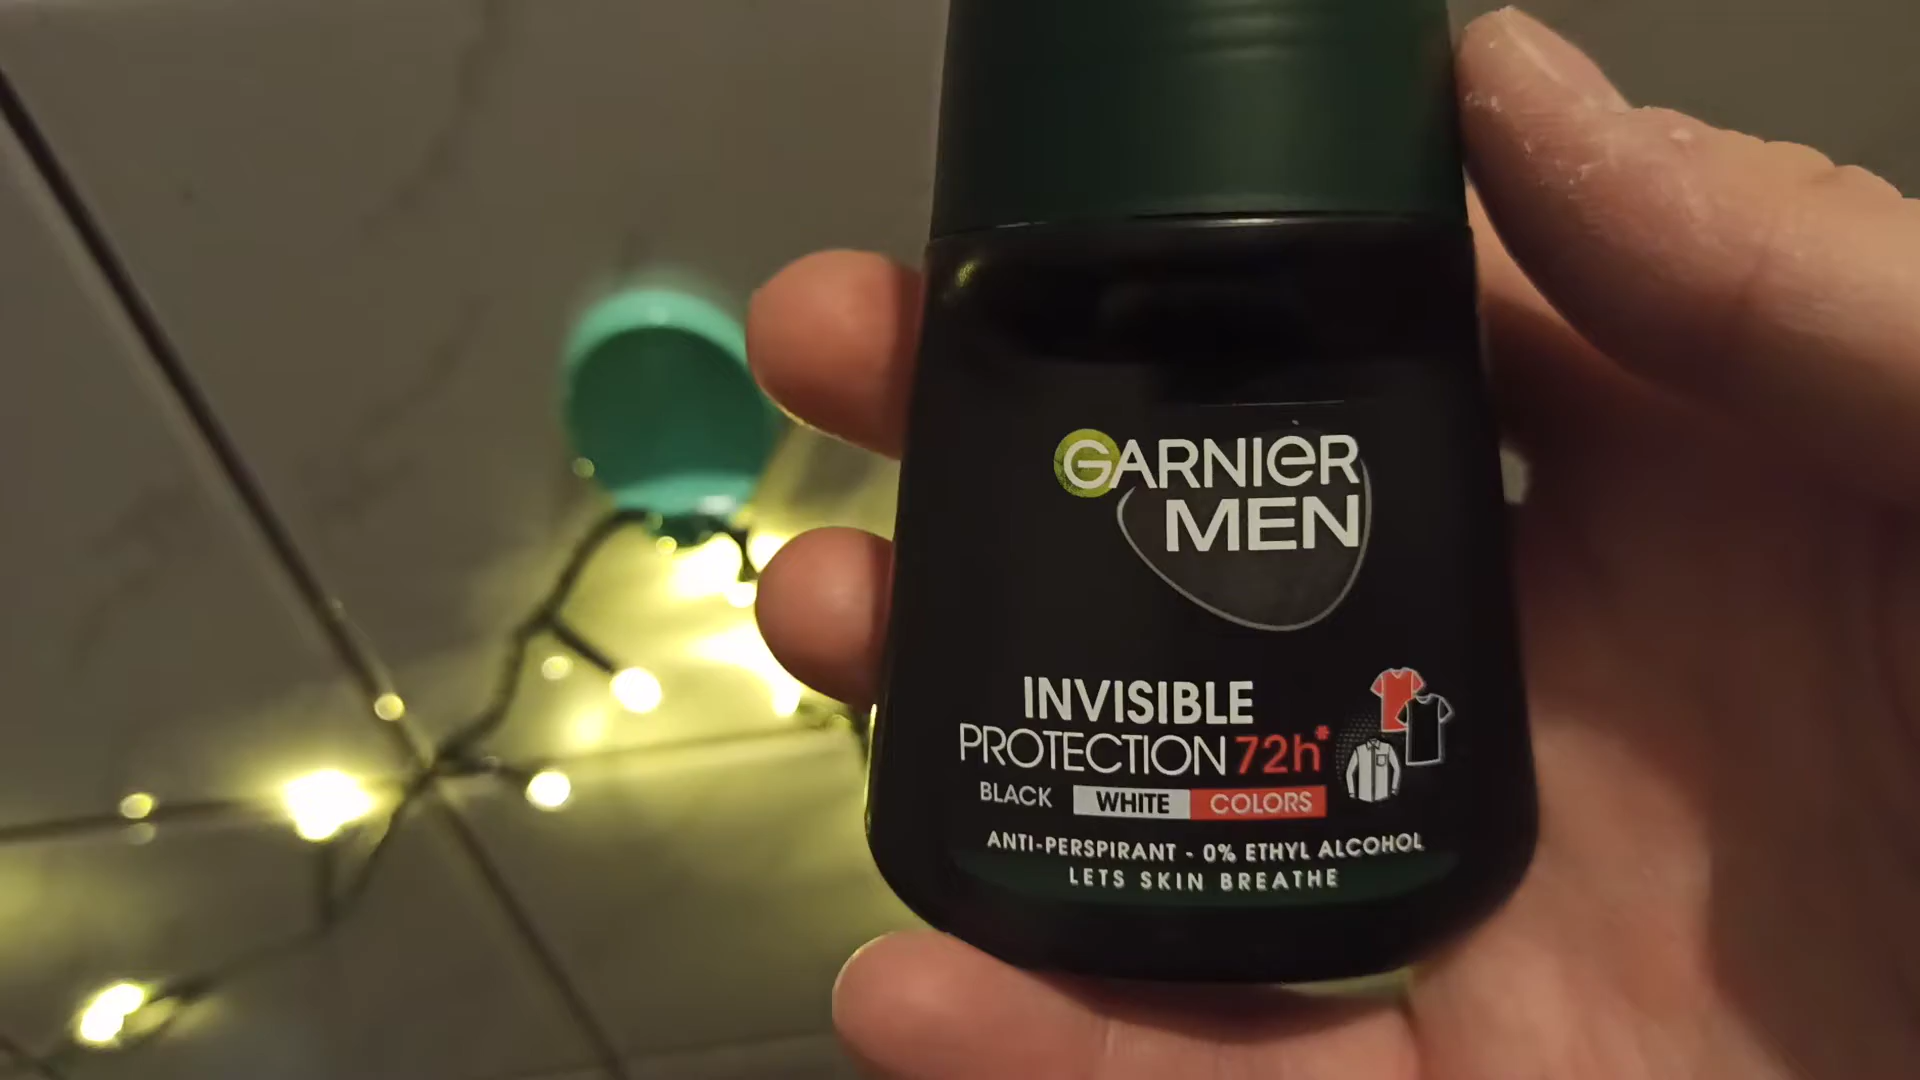 GARNIER
MEN
INVISIBLE
PROTECTION 72h*
BLACK WHITE COLORS
ANTI-PERSPIRANT - 0% ETHYL ALCOHOL
LETS SKIN BREATHE